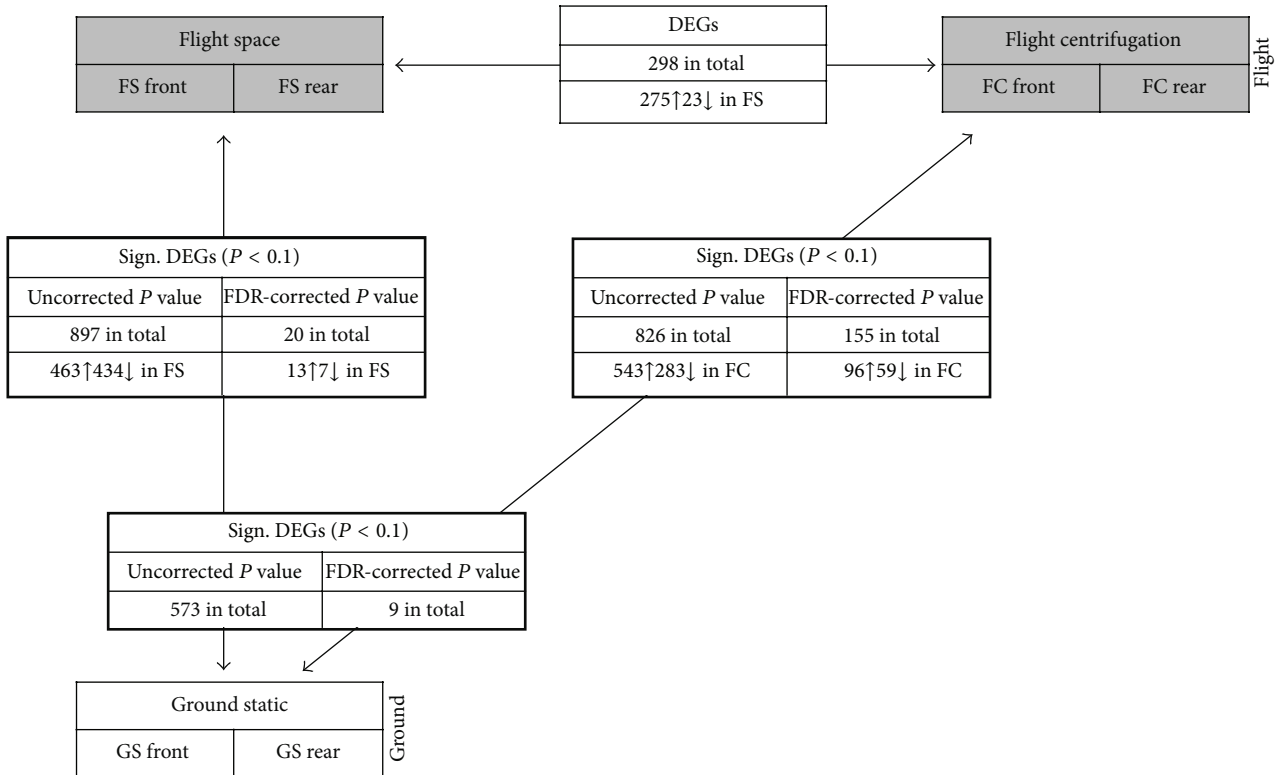 Flight space
FS front FS rear
DEGs
298 in total
275↑23↓ in FS
Flight centrifugation
FC front FC rear
Flight
Sign. DEGs (P < 0.1)
Uncorrected P value FDR-corrected P value
897 in total 20 in total
463↑434↓ in FS 13↑7↓ in FS
Sign. DEGs (P < 0.1)
Uncorrected P value FDR-corrected P value
826 in total 155 in total
543↑283↓ in FC 96↑59↓ in FC
Sign. DEGs (P < 0.1)
Uncorrected P value FDR-corrected P value
573 in total 9 in total
Ground static
GS front GS rear
Ground